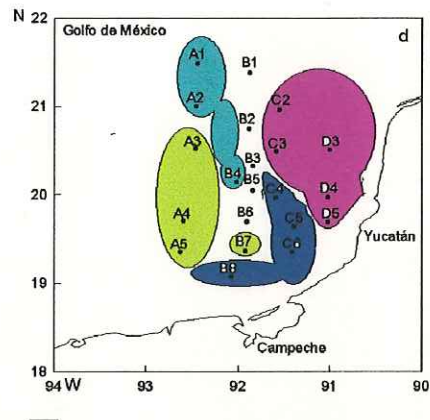 N
22
Golfo de México
d
A1
B1
A2
C2
21
B2
A3
C3
D3
B3
B4
B5
C4
D4
20
A4
B6
C5
D5
Yucatán
A5
B7
C6
B8
19
Campeche
18
94 W 93 92 91 90